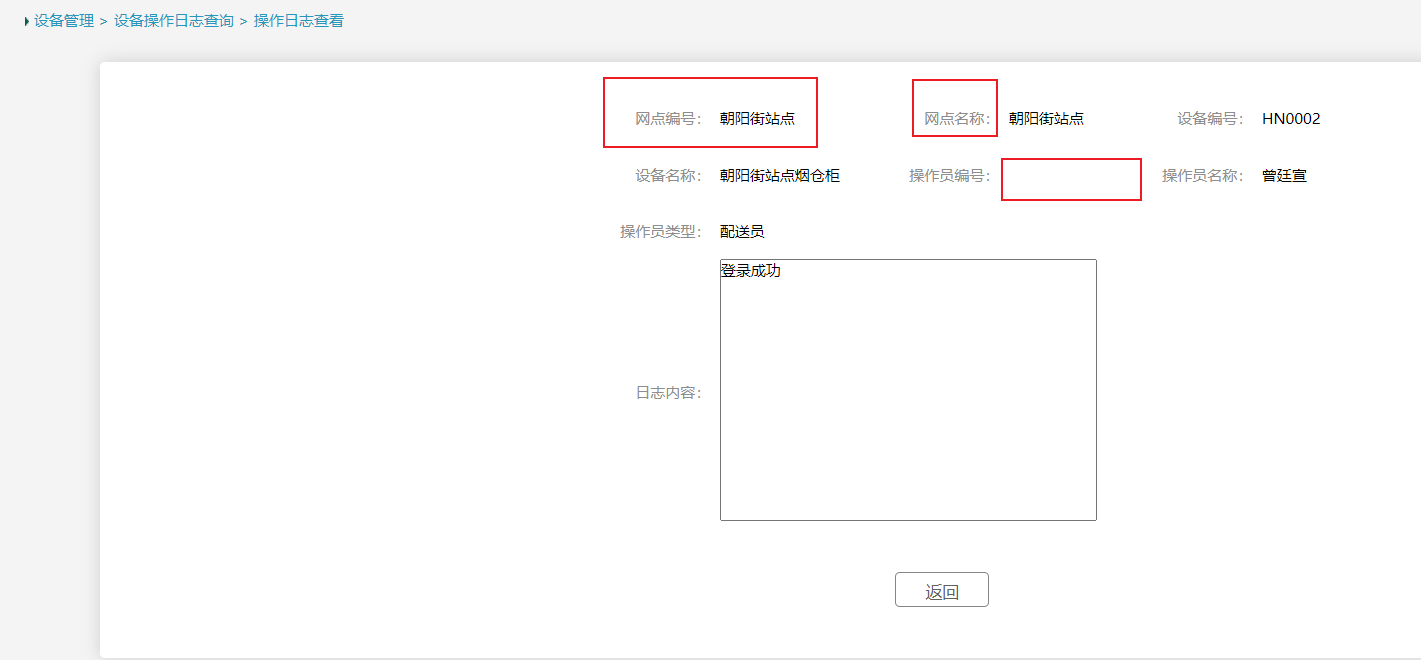 设备管理 > 设备操作日志查询 > 操作日志查看
网点编号： 朝阳街站点 网点名称： 朝阳街站点 设备编号： HN0002
设备名称： 朝阳街站点烟仓柜 操作员编号： 操作员名称： 曾廷宣
操作员类型： 配送员
登录成功
日志内容：
返回